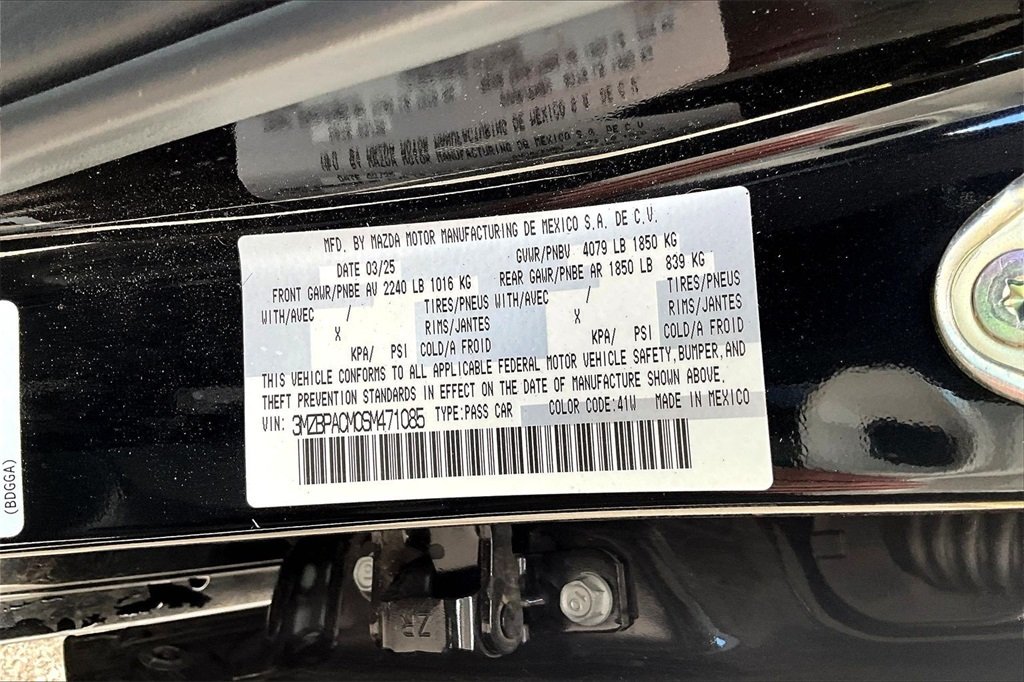 MFD. BY MAZDA MOTOR MANUFACTURING DE MEXICO S.A. DE C.V.
DATE 03/25 GVWR/PNBV 4079 LB 1850 KG
FRONT GAWR/PNBE AV 2240 LB 1016 KG REAR GAWR/PNBE AR 1850 LB 839 KG
WITH/AVEC / TIRES/PNEUS WITH/AVEC / TIRES/PNEUS
X RIMS/JANTES X RIMS/JANTES
KPA/ PSI COLD/A FROID KPA/ PSI COLD/A FROID
THIS VEHICLE CONFORMS TO ALL APPLICABLE FEDERAL MOTOR VEHICLE SAFETY, BUMPER, AND
THEFT PREVENTION STANDARDS IN EFFECT ON THE DATE OF MANUFACTURE SHOWN ABOVE.
VIN: 3MZBPACM0SM471085 TYPE:PASS CAR COLOR CODE:41W MADE IN MEXICO
(BDGGA)
ZR